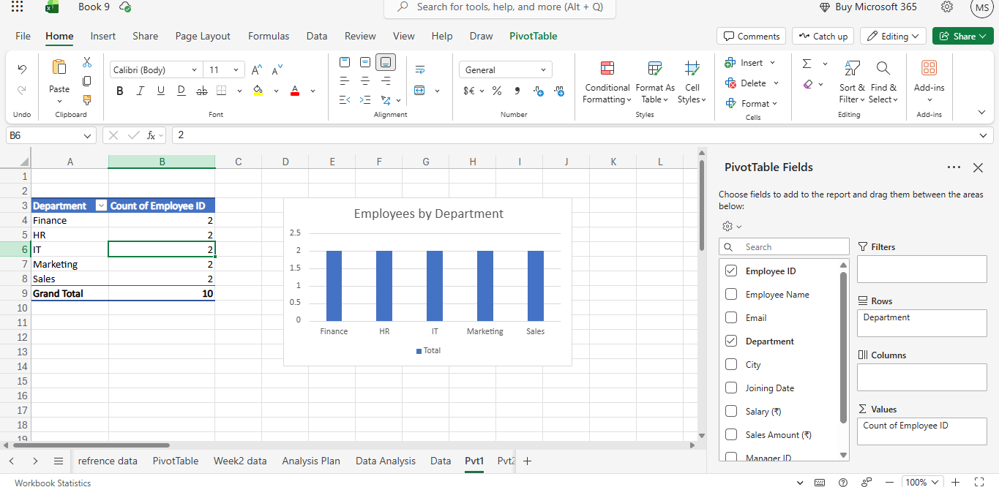 Book 9
Search for tools, help, and more (Alt + Q)
Buy Microsoft 365
MS
File Home Insert Share Page Layout Formulas Data Review View Help Draw PivotTable
Comments Catch up Editing Share
Paste
Calibri (Body) 11
General
Insert
Delete
Format
Conditional Formatting
Format As Table
Cell Styles
Sort & Filter
Find & Select
Add-ins
Undo Clipboard Font Alignment Number Styles Cells Editing Add-ins
B6 fx 2
A B C D E F G H I J K L
1
2
3 Department Count of Employee ID
4 Finance 2
5 HR 2
6 IT 2
7 Marketing 2
8 Sales 2
9 Grand Total 10
10
11
12
13
14
15
16
17
18
19
Employees by Department
2.5
2
1.5
1
0.5
0
Finance HR IT Marketing Sales
Total
PivotTable Fields
Choose fields to add to the report and drag them between the areas
below:
Search
Employee ID
Employee Name
Email
Department
City
Joining Date
Salary (₹)
Sales Amount (₹)
Manager ID
Filters
Rows
Department
Columns
Values
Count of Employee ID
refrence data PivotTable Week2 data Analysis Plan Data Analysis Data Pvt1 Pvt2
Workbook Statistics
100%